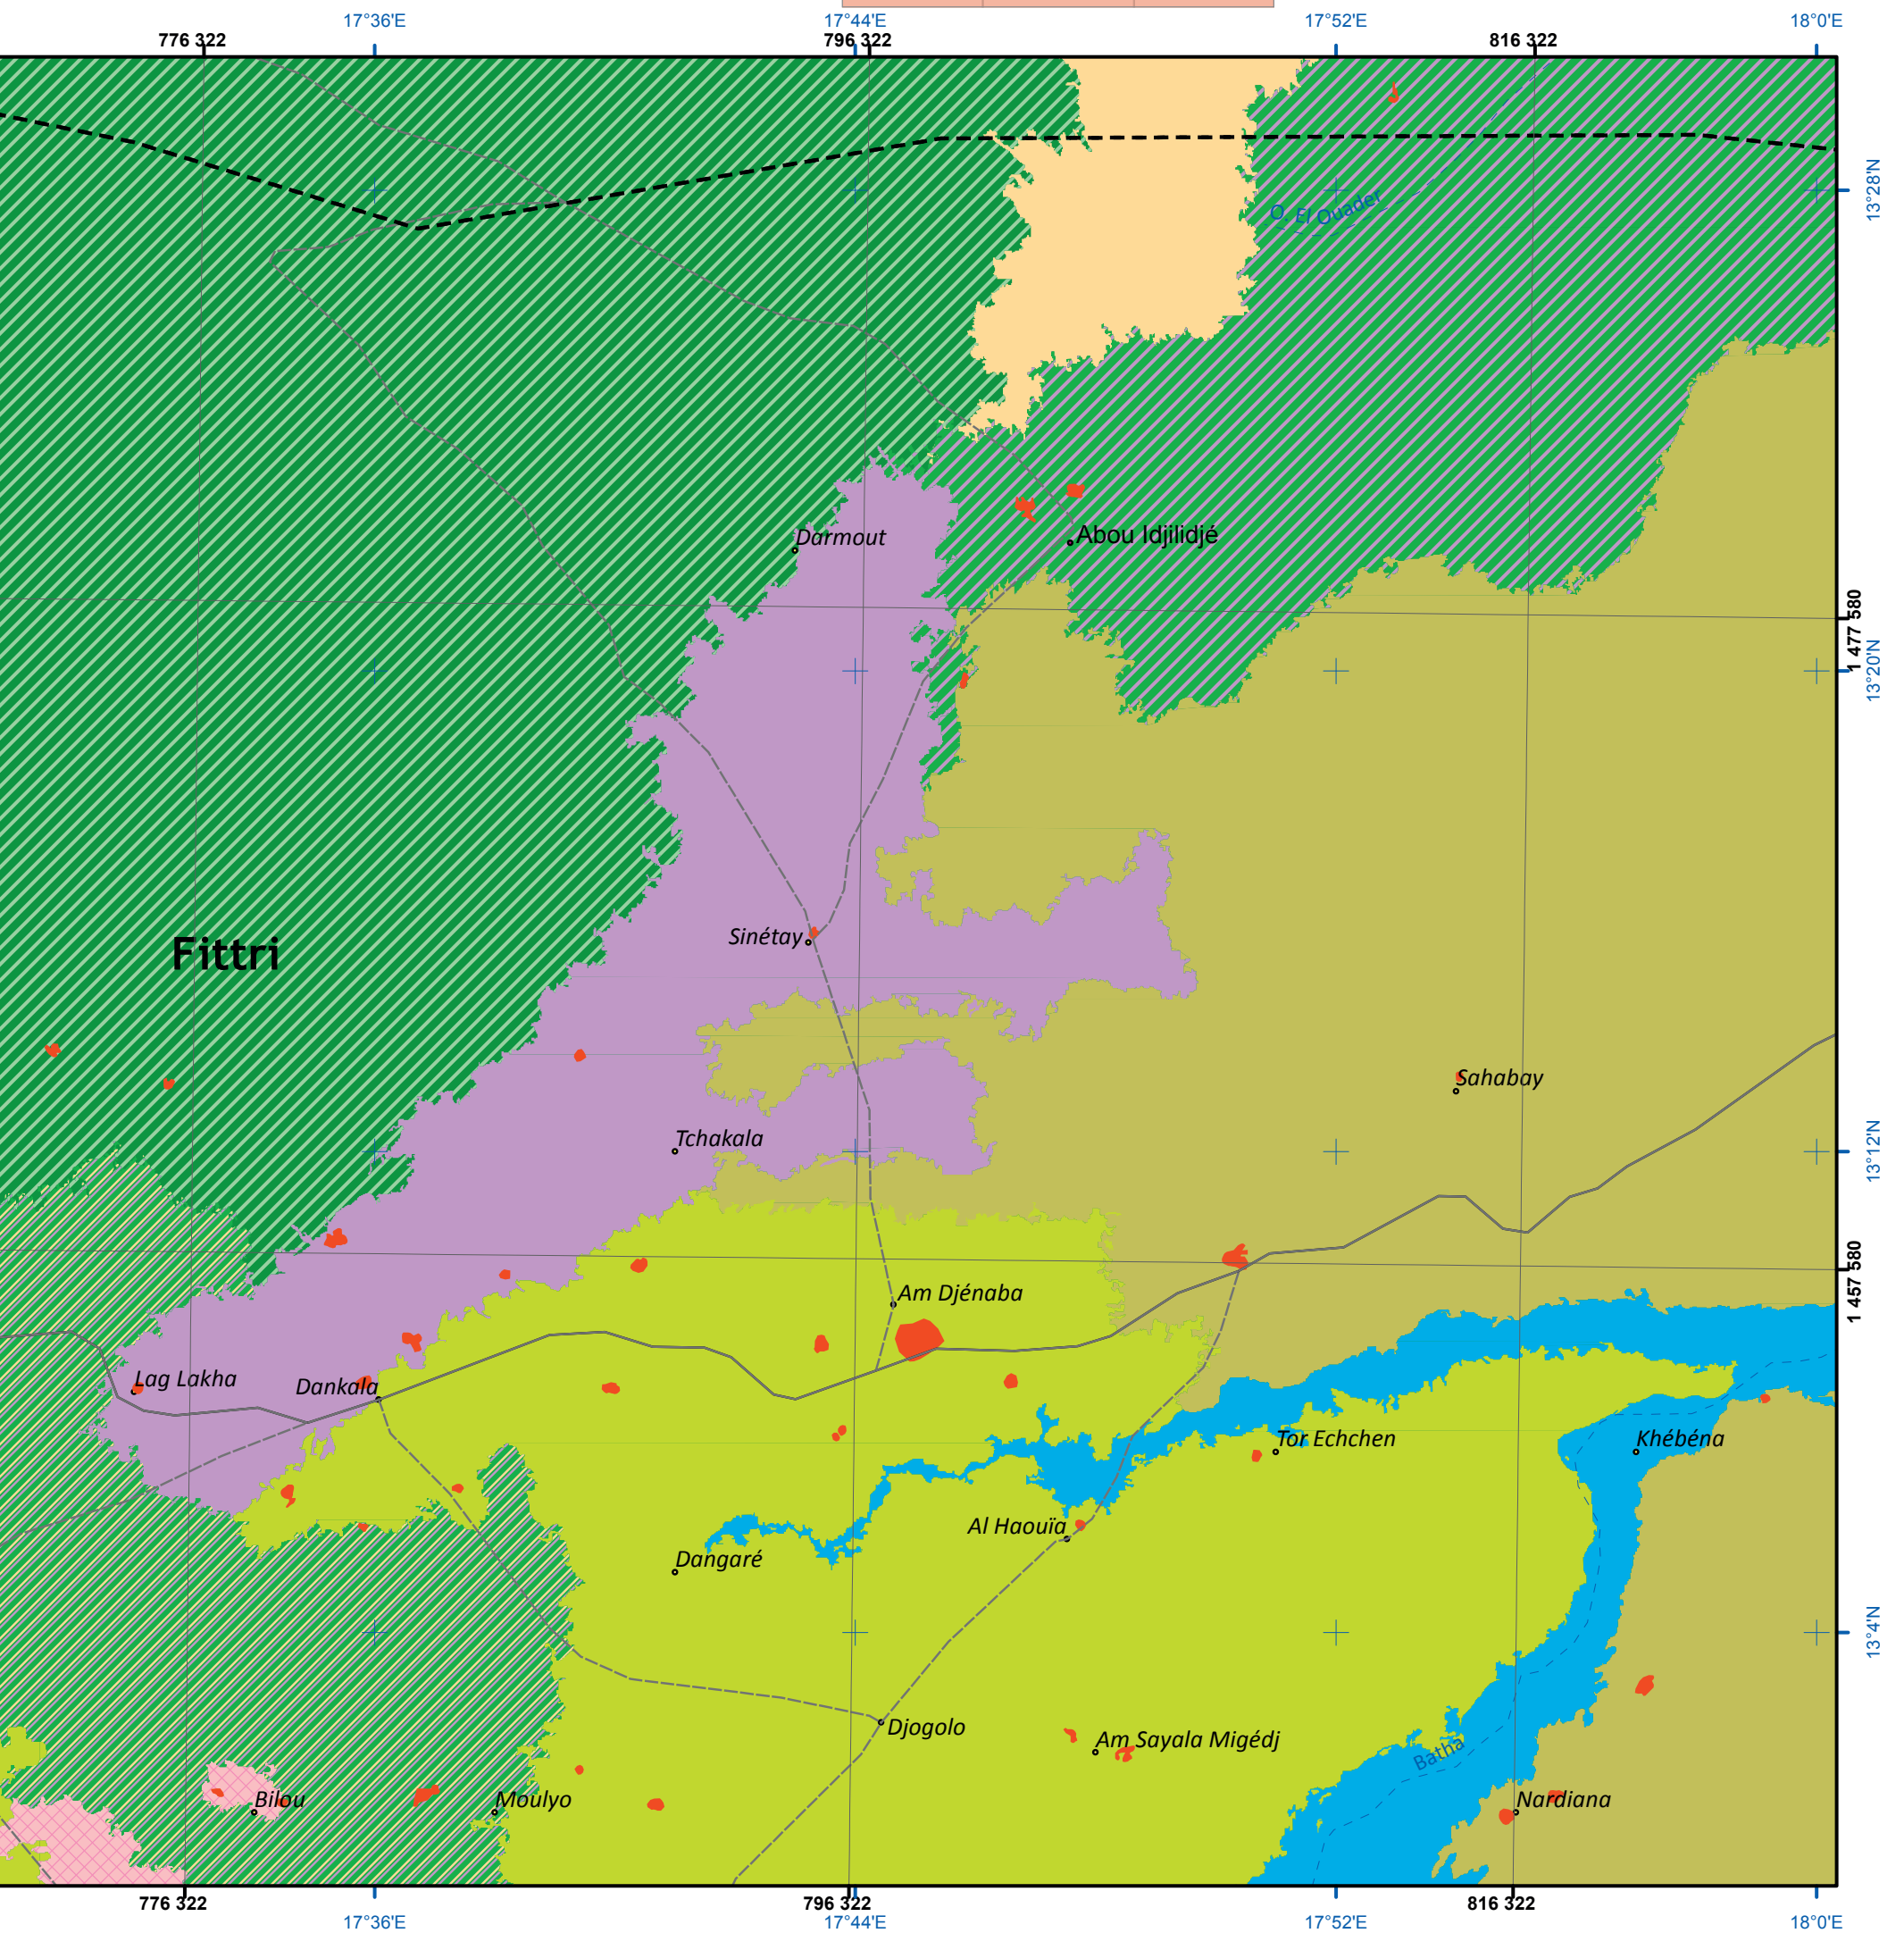 17°36'E 17°44'E 17°52'E 18°0'E
776 322 796 322 816 322
13°28'N
O. El Ouader
Darmout
Abou Idjilidjé
1 477 580
13°20'N
Sinétay
Fittri
Sahabay
Tchakala
13°12'N
Am Djénaba
1 457 580
Lag Lakha
Dankala
Tor Echchen
Khébéna
Al Haouïa
Dangaré
13°4'N
Djogolo
Am Sayala Migédj
Batha
Bilou
Moulyo
Nardiana
776 322 796 322 816 322
17°36'E 17°44'E 17°52'E 18°0'E